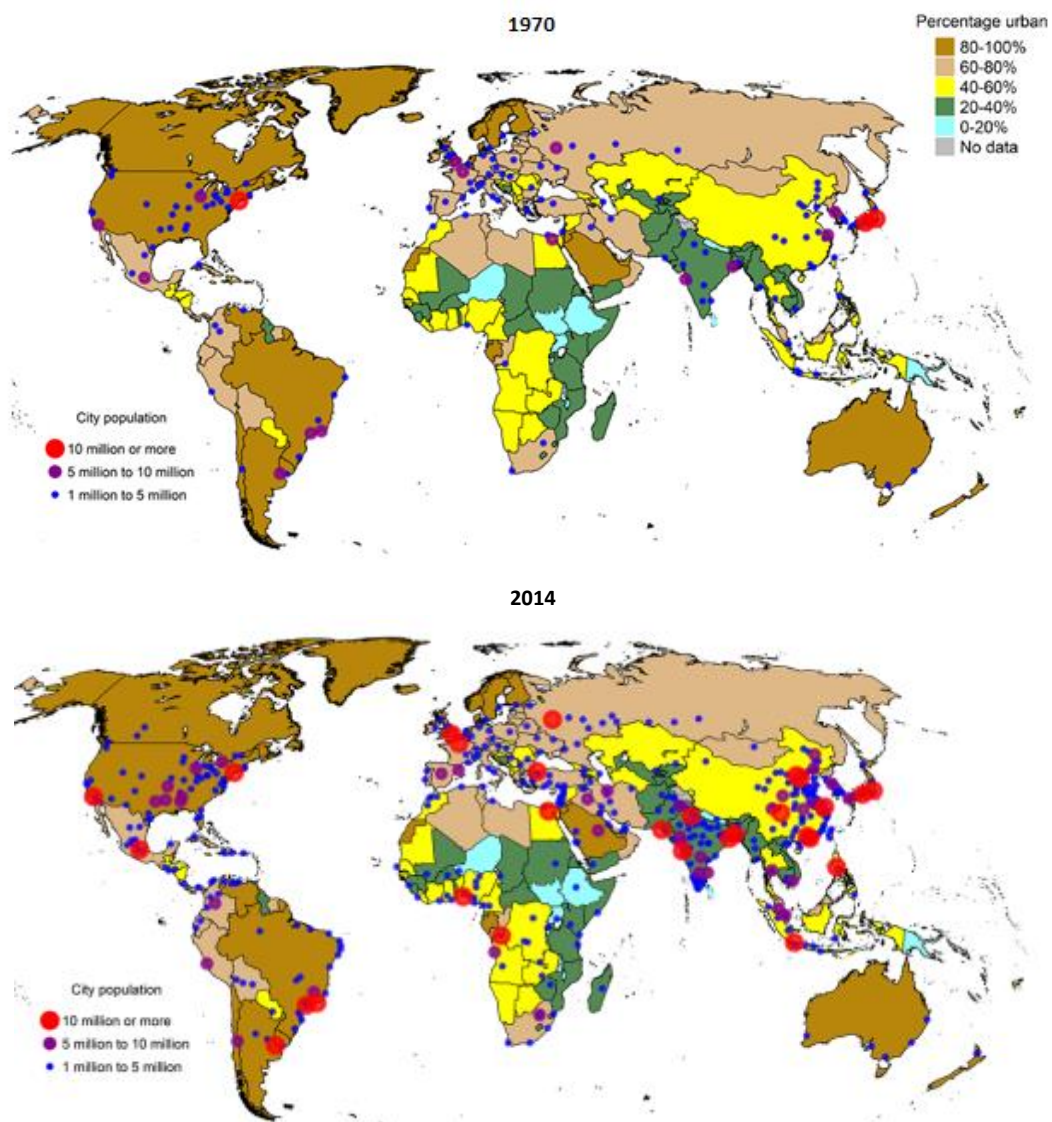 1970
Percentage urban
80-100%
60-80%
40-60%
20-40%
0-20%
No data
City population
10 million or more
5 million to 10 million
1 million to 5 million
2014
City population
10 million or more
5 million to 10 million
1 million to 5 million